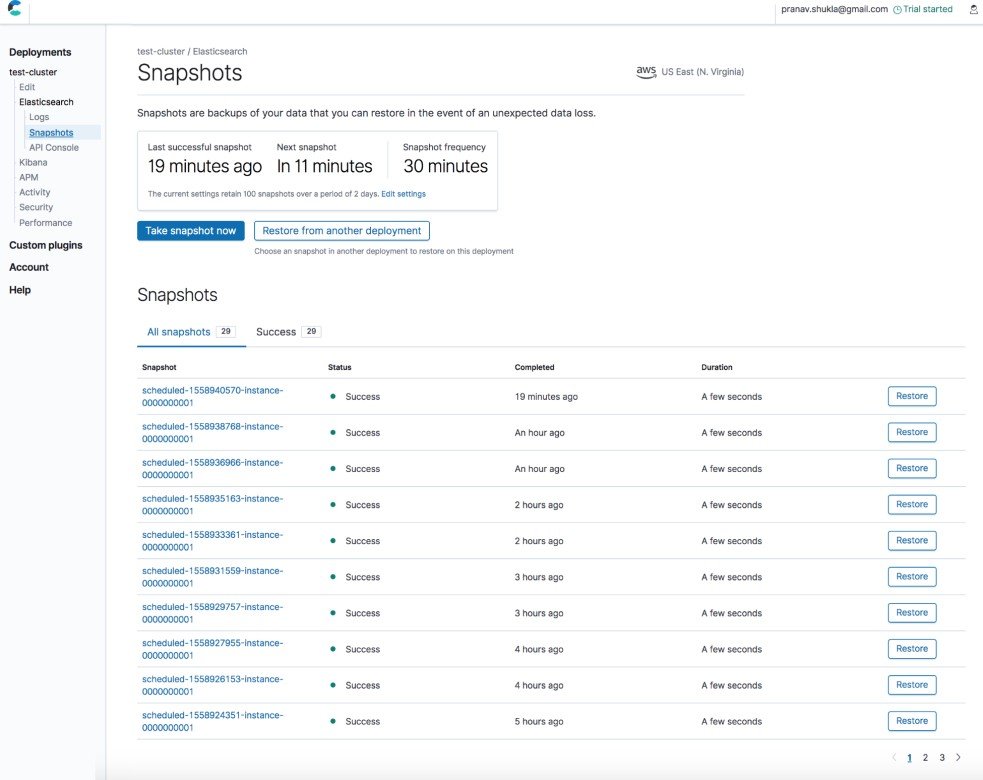 pranav.shukla@gmail.com Trial started
Deployments
test-cluster
Edit
Elasticsearch
Logs
Snapshots
API Console
Kibana
APM
Activity
Security
Performance
Custom plugins
Account
Help
test-cluster / Elasticsearch
Snapshots
aws US East (N. Virginia)
Snapshots are backups of your data that you can restore in the event of an unexpected data loss.
Last successful snapshot Next snapshot Snapshot frequency
19 minutes ago In 11 minutes 30 minutes
The current settings retain 100 snapshots over a period of 2 days. Edit settings
Take snapshot now Restore from another deployment
Choose an snapshot in another deployment to restore on this deployment
Snapshots
All snapshots 29 Success 29
Snapshot Status Completed Duration
scheduled-1558940570-instance-
0000000001 Success 19 minutes ago A few seconds Restore
scheduled-1558938768-instance-
0000000001 Success An hour ago A few seconds Restore
scheduled-1558936966-instance-
0000000001 Success An hour ago A few seconds Restore
scheduled-1558935163-instance-
0000000001 Success 2 hours ago A few seconds Restore
scheduled-1558933361-instance-
0000000001 Success 2 hours ago A few seconds Restore
scheduled-1558931559-instance-
0000000001 Success 3 hours ago A few seconds Restore
scheduled-1558929757-instance-
0000000001 Success 3 hours ago A few seconds Restore
scheduled-1558927955-instance-
0000000001 Success 4 hours ago A few seconds Restore
scheduled-1558926153-instance-
0000000001 Success 4 hours ago A few seconds Restore
scheduled-1558924351-instance-
0000000001 Success 5 hours ago A few seconds Restore
1 2 3